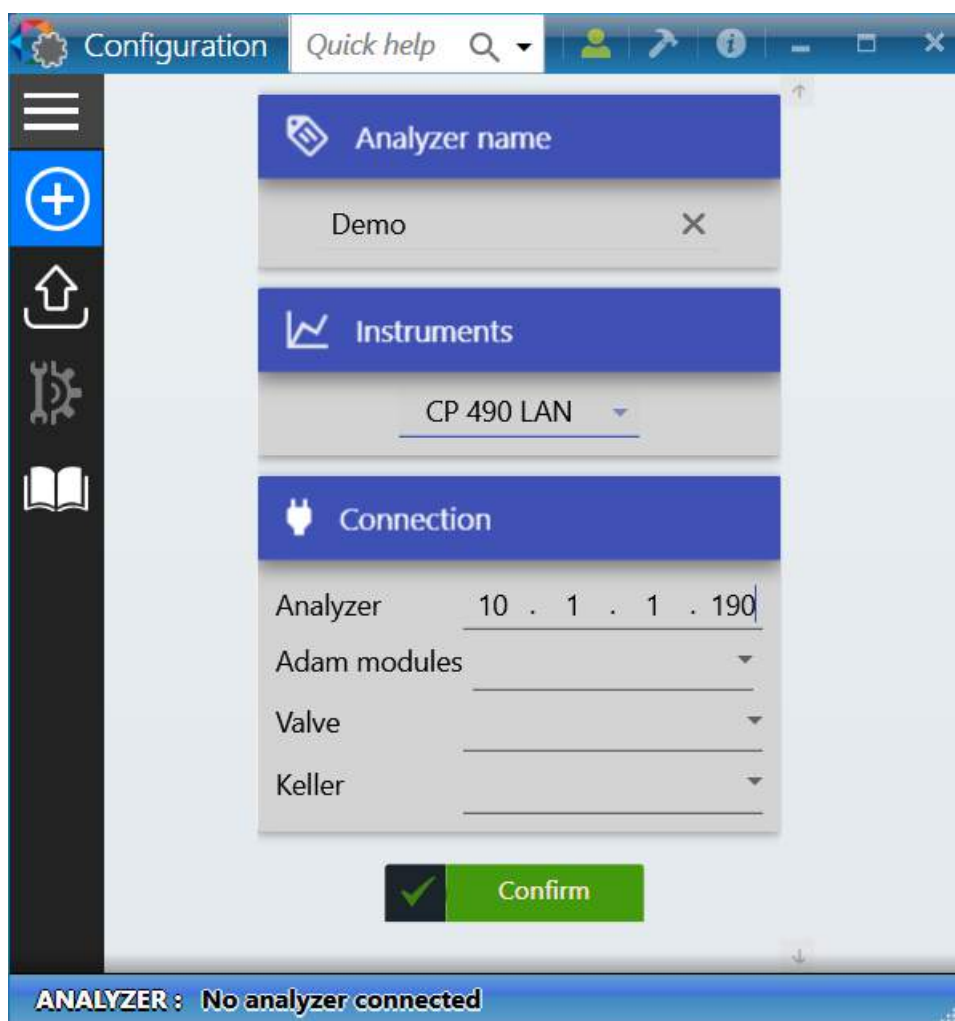 Configuration Quick help
Analyzer name
Demo
Instruments
CP 490 LAN
Connection
Analyzer 10 . 1 . 1 . 190
Adam modules
Valve
Keller
Confirm
ANALYZER : No analyzer connected